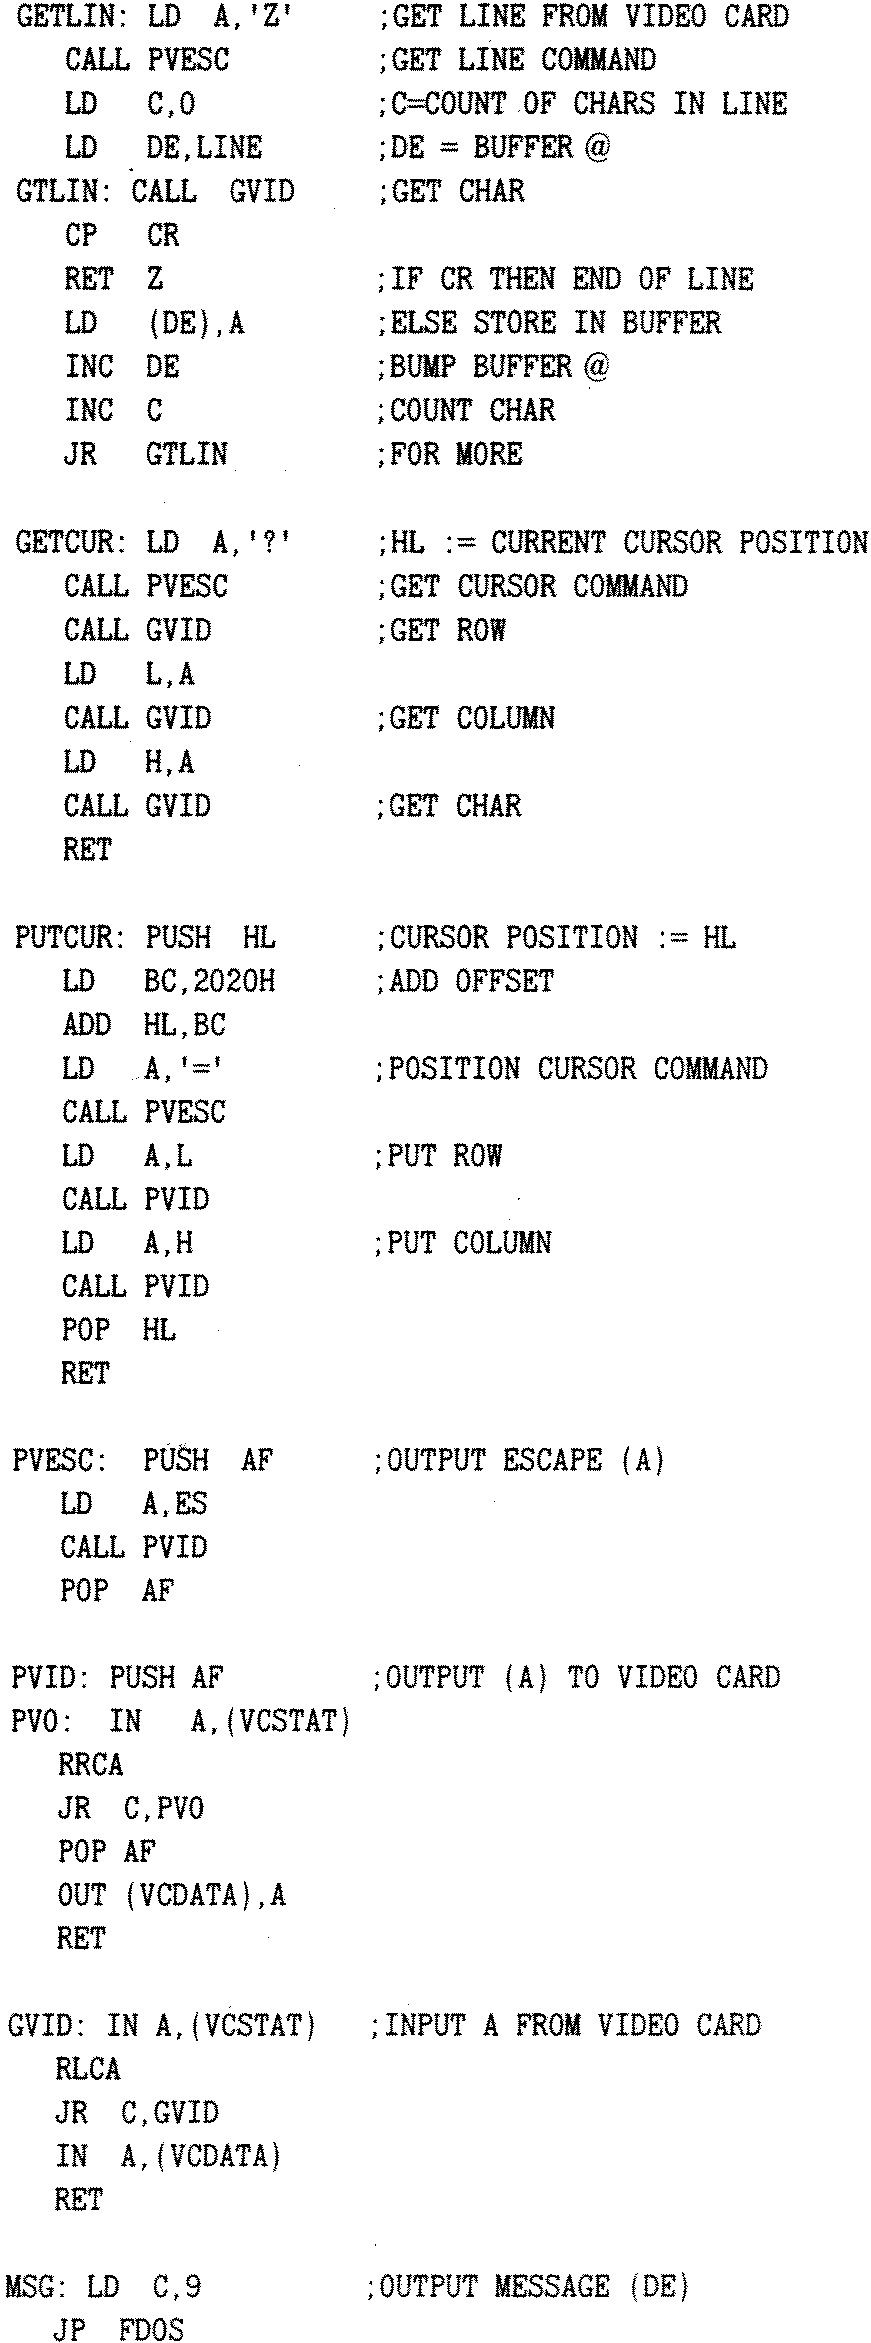 GETLIN: LD A,'Z' ;GET LINE FROM VIDEO CARD
CALL PVESC ;GET LINE COMMAND
LD C,0 ;C=COUNT OF CHARS IN LINE
LD DE,LINE ;DE = BUFFER @
GTLIN: CALL GVID ;GET CHAR
CP CR
RET Z ;IF CR THEN END OF LINE
LD (DE),A ;ELSE STORE IN BUFFER
INC DE ;BUMP BUFFER @
INC C ;COUNT CHAR
JR GTLIN ;FOR MORE

GETCUR: LD A,'?' ;HL := CURRENT CURSOR POSITION
CALL PVESC ;GET CURSOR COMMAND
CALL GVID ;GET ROW
LD L,A
CALL GVID ;GET COLUMN
LD H,A
CALL GVID ;GET CHAR
RET

PUTCUR: PUSH HL ;CURSOR POSITION := HL
LD BC,2020H ;ADD OFFSET
ADD HL,BC
LD A,'=' ;POSITION CURSOR COMMAND
CALL PVESC
LD A,L ;PUT ROW
CALL PVID
LD A,H ;PUT COLUMN
CALL PVID
POP HL
RET

PVESC: PUSH AF ;OUTPUT ESCAPE (A)
LD A,ES
CALL PVID
POP AF

PVID: PUSH AF ;OUTPUT (A) TO VIDEO CARD
PV0: IN A,(VCSTAT)
RRCA
JR C,PV0
POP AF
OUT (VCDATA),A
RET

GVID: IN A,(VCSTAT) ;INPUT A FROM VIDEO CARD
RLCA
JR C,GVID
IN A,(VCDATA)
RET

MSG: LD C,9 ;OUTPUT MESSAGE (DE)
JP FDOS